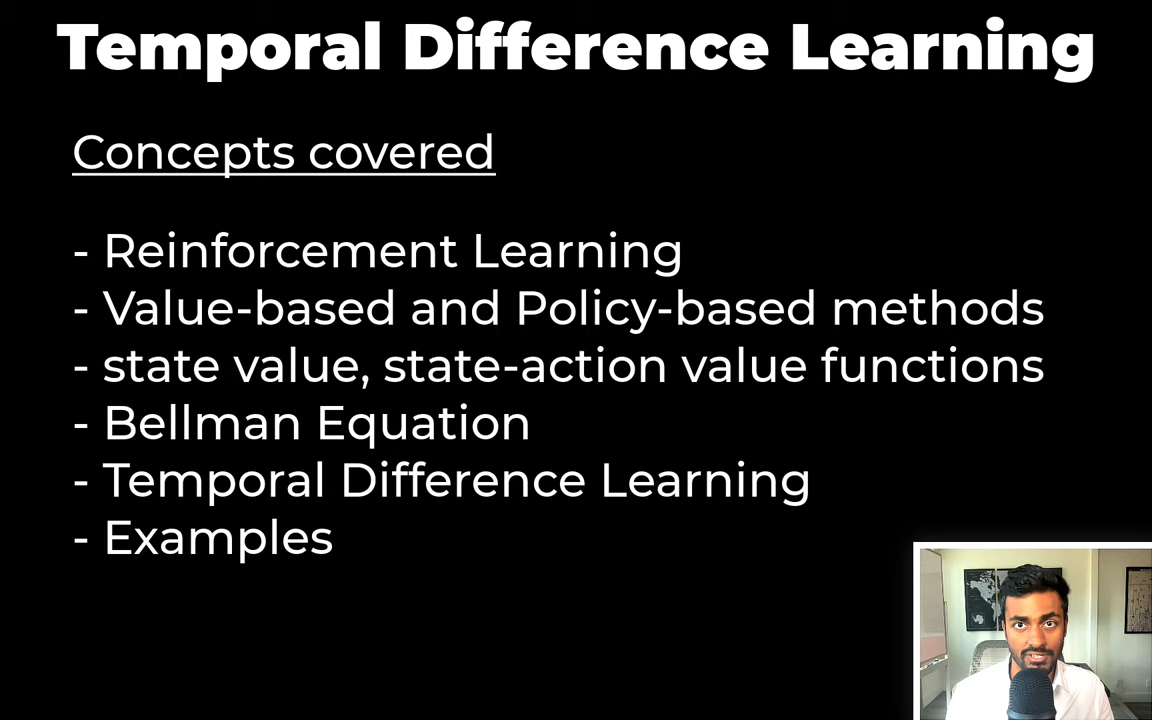 Temporal Difference Learning
Concepts covered
- Reinforcement Learning
- Value-based and Policy-based methods
- state value, state-action value functions
- Bellman Equation
- Temporal Difference Learning
- Examples